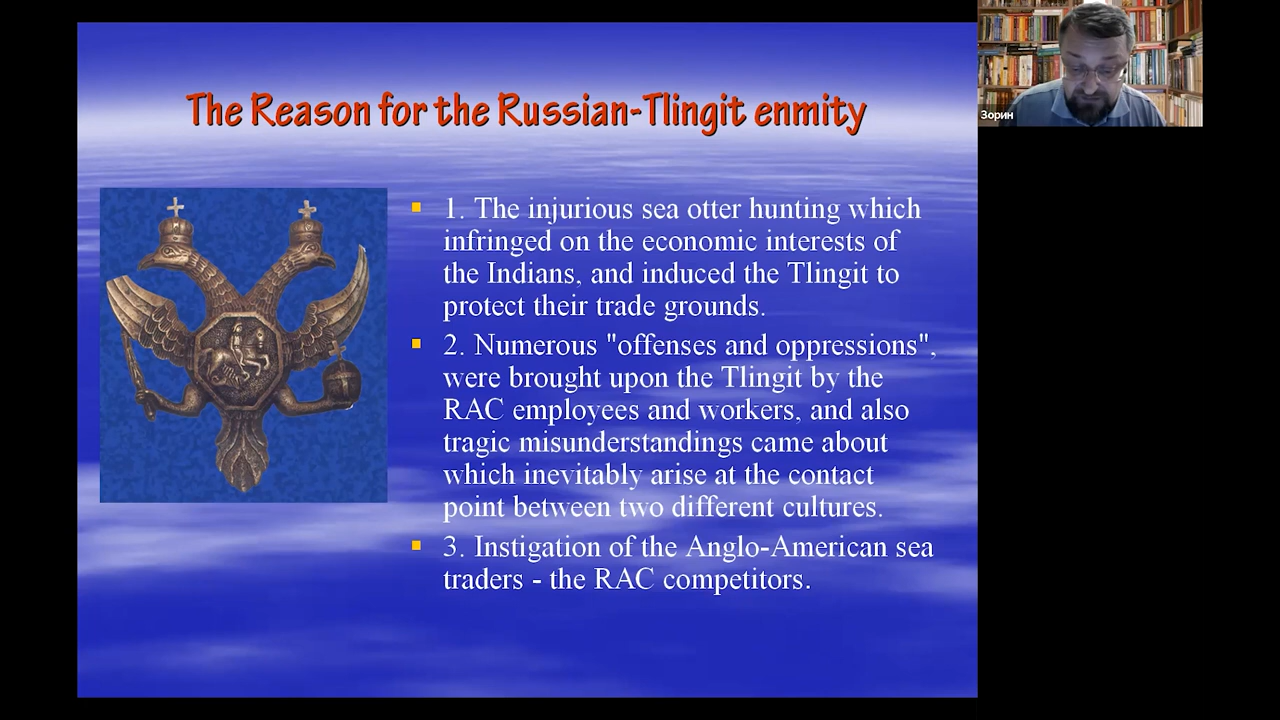 The Reason for the Russian-Tlingit enmity
1. The injurious sea otter hunting which
infringed on the economic interests of
the Indians, and induced the Tlingit to
protect their trade grounds.
2. Numerous "offenses and oppressions",
were brought upon the Tlingit by the
RAC employees and workers, and also
tragic misunderstandings came about
which inevitably arise at the contact
point between two different cultures.
3. Instigation of the Anglo-American sea
traders - the RAC competitors.
Зорин